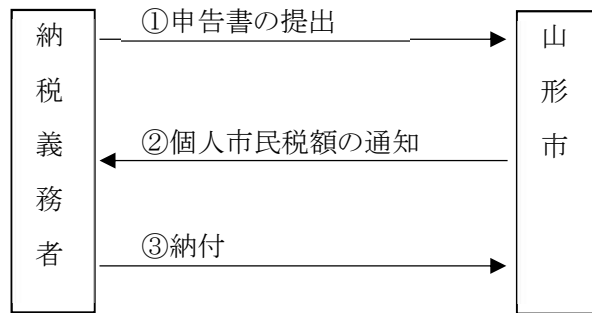 納税義務者
①申告書の提出
②個人市民税額の通知
③納付
山形市